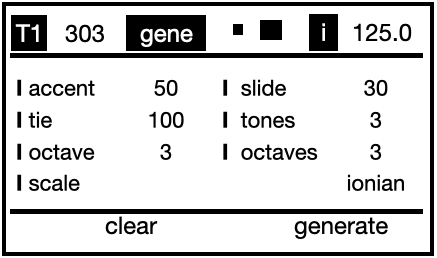 T1 303 gene i 125.0
accent 50 slide 30
tie 100 tones 3
octave 3 octaves 3
scale ionian
clear generate